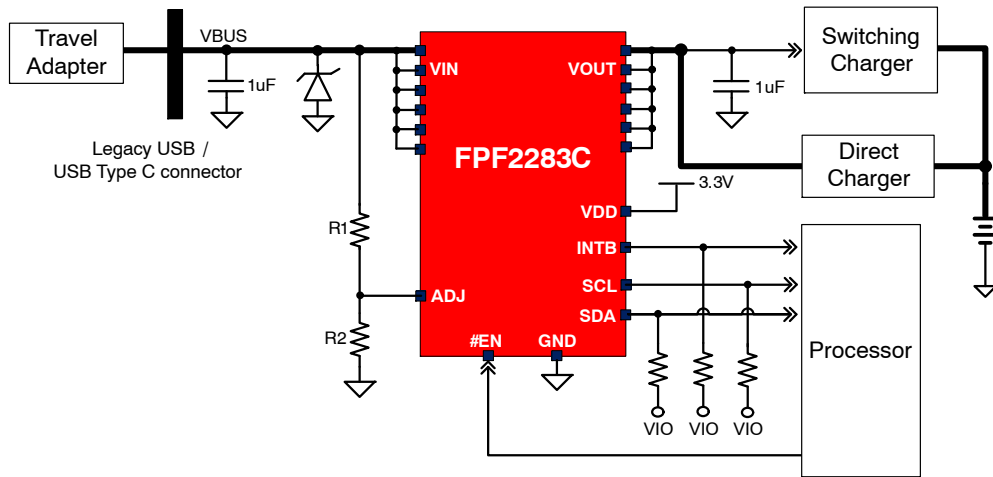 Travel
Adapter
VBUS
1uF
Legacy USB /
USB Type C connector
R1
R2
VIN
VOUT
FPF2283C
VDD
INTB
SCL
SDA
ADJ
#EN
GND
1uF
3.3V
Switching
Charger
Direct
Charger
Processor
VIO
VIO
VIO